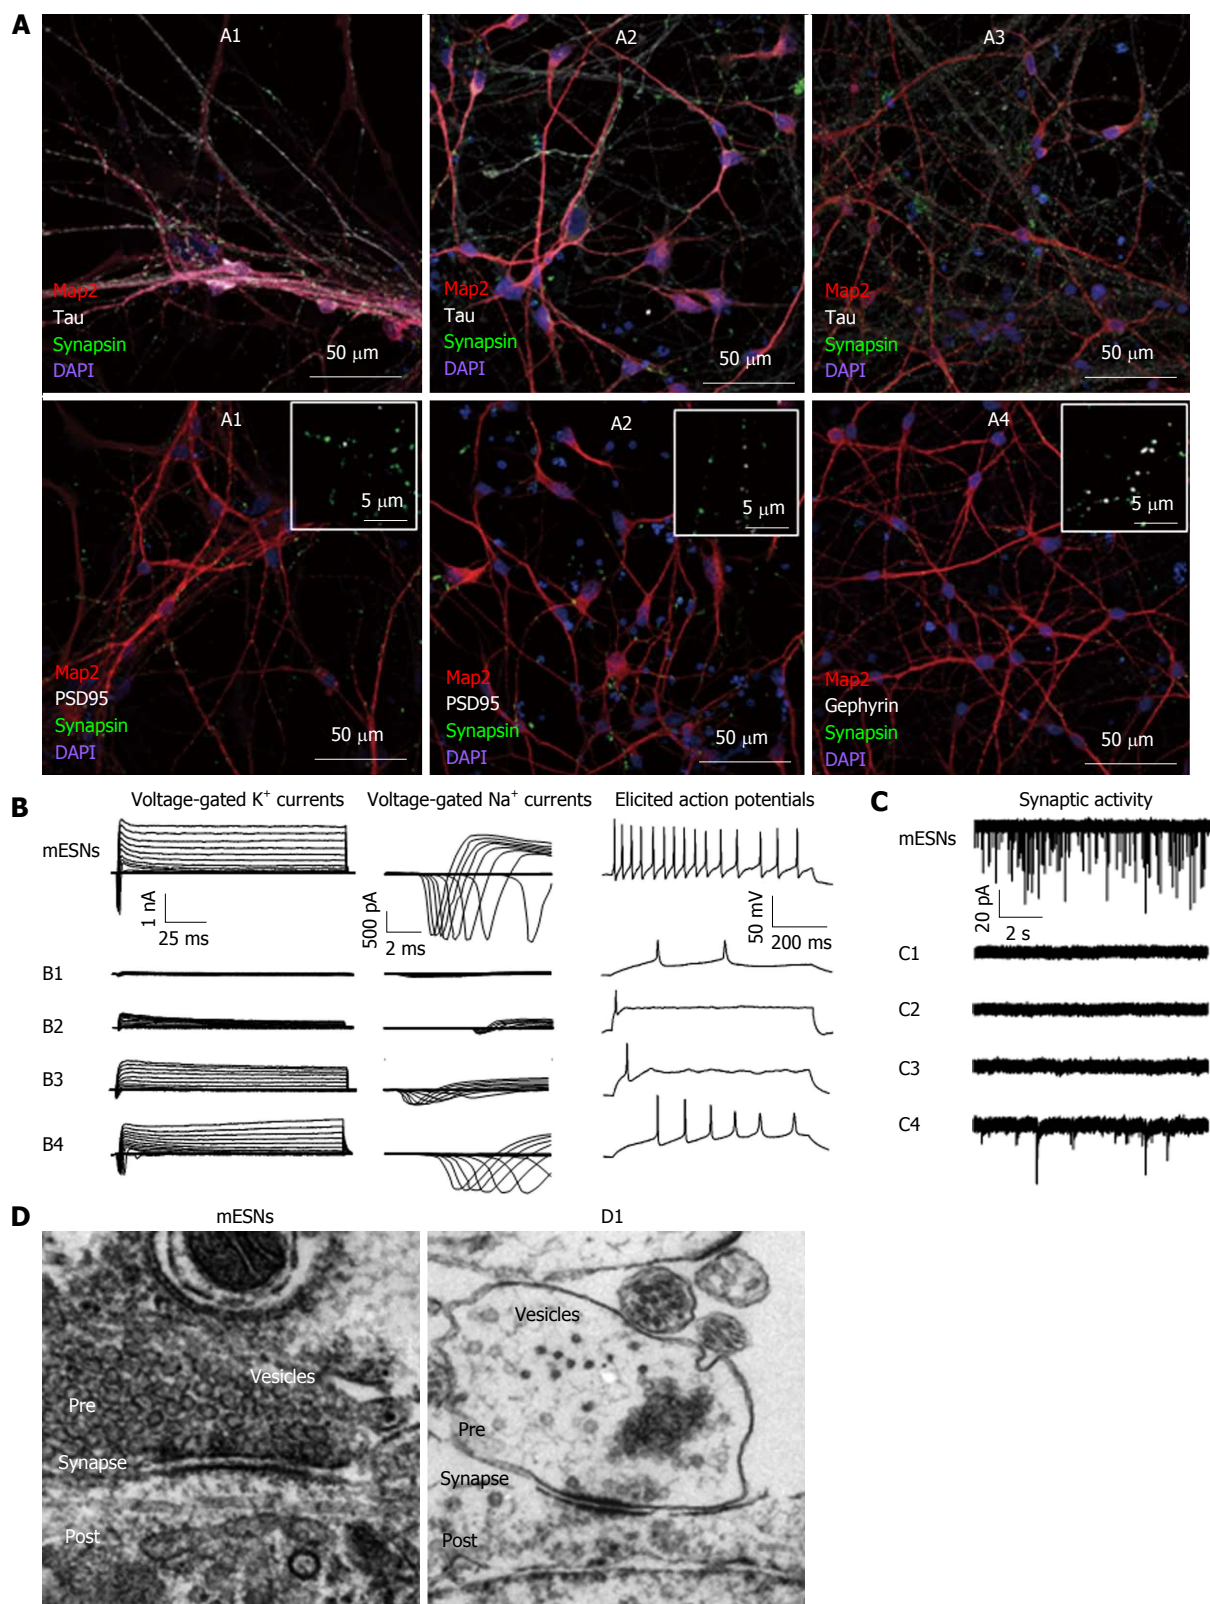 A
A1
Map2
Tau
Synapsin
DAPI
50 μm
A2
Map2
Tau
Synapsin
DAPI
50 μm
A3
Map2
Tau
Synapsin
DAPI
50 μm
A1
5 μm
Map2
PSD95
Synapsin
DAPI
50 μm
A2
5 μm
Map2
PSD95
Synapsin
DAPI
50 μm
A4
5 μm
Map2
Gephyrin
Synapsin
DAPI
50 μm
B
Voltage-gated K⁺ currents
Voltage-gated Na⁺ currents
Elicited action potentials
mESNs
1 nA
25 ms
500 pA
2 ms
50 mV
200 ms
B1
B2
B3
B4
C
Synaptic activity
mESNs
20 pA
2 s
C1
C2
C3
C4
D
mESNs
Vesicles
Pre
Synapse
Post
D1
Vesicles
Pre
Synapse
Post